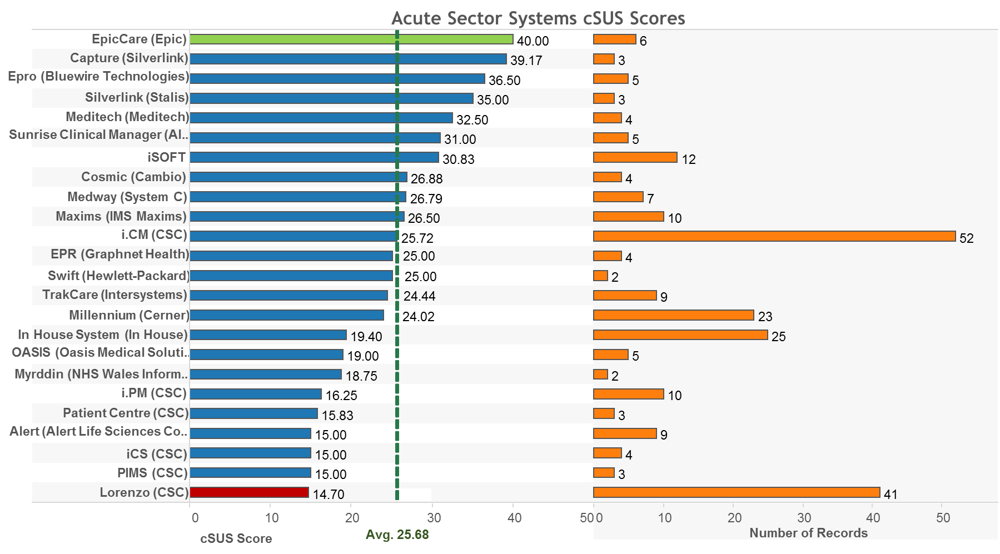 Acute Sector Systems cSUS Scores
EpicCare (Epic) 40.00 6
Capture (Silverlink) 39.17 3
Epro (Bluewire Technologies) 36.50 5
Silverlink (Stalis) 35.00 3
Meditech (Meditech) 32.50 4
Sunrise Clinical Manager (Al.. 31.00 5
iSOFT 30.83 12
Cosmic (Cambio) 26.88 4
Medway (System C) 26.79 7
Maxims (IMS Maxims) 26.50 10
i.CM (CSC) 25.72 52
EPR (Graphnet Health) 25.00 4
Swift (Hewlett-Packard) 25.00 2
TrakCare (Intersystems) 24.44 9
Millennium (Cerner) 24.02 23
In House System (In House) 19.40 25
OASIS (Oasis Medical Soluti.. 19.00 5
Myrddin (NHS Wales Inform.. 18.75 2
i.PM (CSC) 16.25 10
Patient Centre (CSC) 15.83 3
Alert (Alert Life Sciences Co.. 15.00 9
iCS (CSC) 15.00 4
PIMS (CSC) 15.00 3
Lorenzo (CSC) 14.70 41
0 10 20 30 40 50 0 10 20 30 40 50
cSUS Score Avg. 25.68 Number of Records